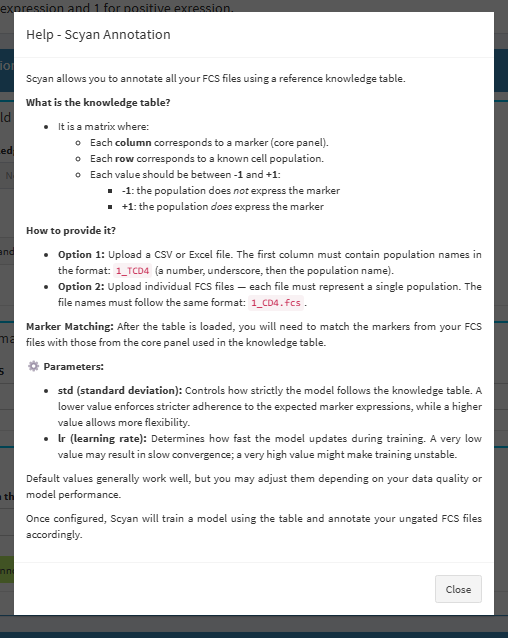 expression and 1 for positive exression.
Help - Scyan Annotation
Scyan allows you to annotate all your FCS files using a reference knowledge table.
What is the knowledge table?
It is a matrix where:
Each column corresponds to a marker (core panel).
Each row corresponds to a known cell population.
Each value should be between -1 and +1:
-1: the population does not express the marker
+1: the population does express the marker
How to provide it?
Option 1: Upload a CSV or Excel file. The first column must contain population names in
the format: 1_TCD4 (a number, underscore, then the population name).
Option 2: Upload individual FCS files — each file must represent a single population. The
file names must follow the same format: 1_CD4.fcs .
Marker Matching: After the table is loaded, you will need to match the markers from your FCS
files with those from the core panel used in the knowledge table.
Parameters:
std (standard deviation): Controls how strictly the model follows the knowledge table. A
lower value enforces stricter adherence to the expected marker expressions, while a higher
value allows more flexibility.
lr (learning rate): Determines how fast the model updates during training. A very low
value may result in slow convergence; a very high value might make training unstable.
Default values generally work well, but you may adjust them depending on your data quality or
model performance.
Once configured, Scyan will train a model using the table and annotate your ungated FCS files
accordingly.
Close